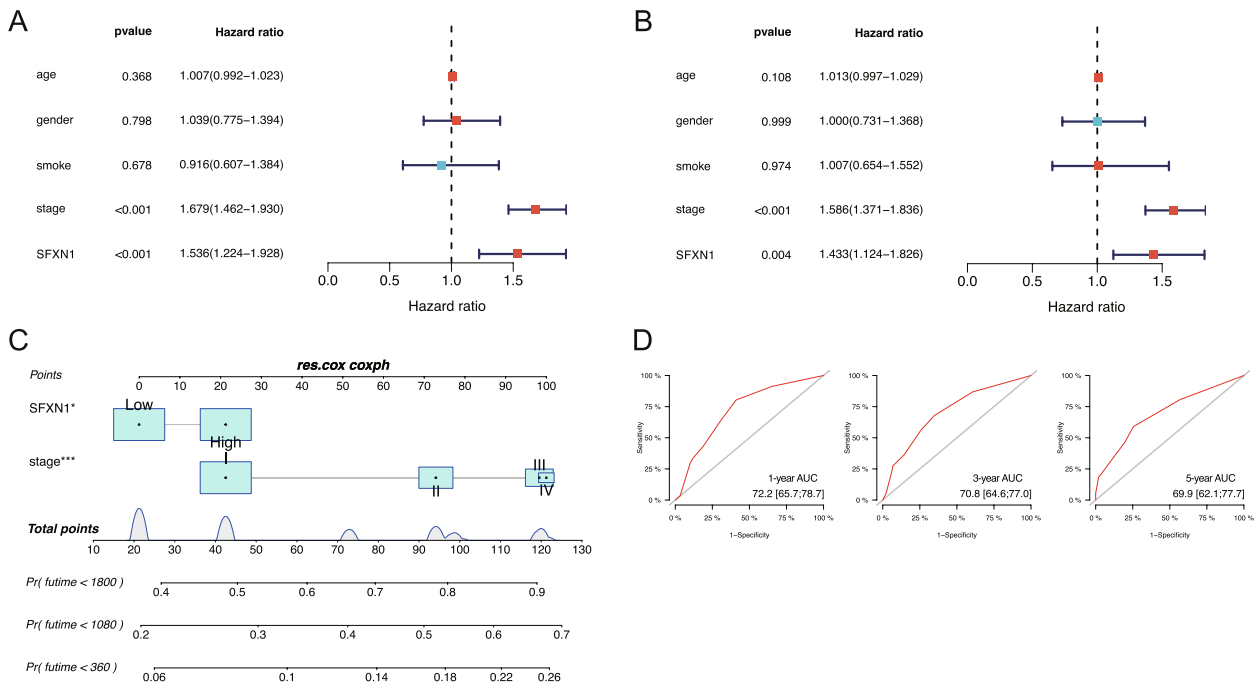 A
pvalue Hazard ratio
age 0.368 1.007(0.992−1.023)
gender 0.798 1.039(0.775−1.394)
smoke 0.678 0.916(0.607−1.384)
stage <0.001 1.679(1.462−1.930)
SFXN1 <0.001 1.536(1.224−1.928)
0.0 0.5 1.0 1.5
Hazard ratio
B
pvalue Hazard ratio
age 0.108 1.013(0.997−1.029)
gender 0.999 1.000(0.731−1.368)
smoke 0.974 1.007(0.654−1.552)
stage <0.001 1.586(1.371−1.836)
SFXN1 0.004 1.433(1.124−1.826)
0.0 0.5 1.0 1.5
Hazard ratio
C
res.cox coxph
Points
0 10 20 30 40 50 60 70 80 90 100
SFXN1*
Low
High
stage***
I
II
III
IV
Total points
10 20 30 40 50 60 70 80 90 100 110 120 130
Pr( futime < 1800 )
0.4 0.5 0.6 0.7 0.8 0.9
Pr( futime < 1080 )
0.2 0.3 0.4 0.5 0.6 0.7
Pr( futime < 360 )
0.06 0.1 0.14 0.18 0.22 0.26
D
100 %
75 %
50 %
25 %
0 %
Sensitivity
1-year AUC
72.2 [65.7;78.7]
0 % 25 % 50 % 75 % 100 %
1−Specificity
100 %
75 %
50 %
25 %
0 %
Sensitivity
3-year AUC
70.8 [64.6;77.0]
0 % 25 % 50 % 75 % 100 %
1−Specificity
100 %
75 %
50 %
25 %
0 %
Sensitivity
5-year AUC
69.9 [62.1;77.7]
0 % 25 % 50 % 75 % 100 %
1−Specificity